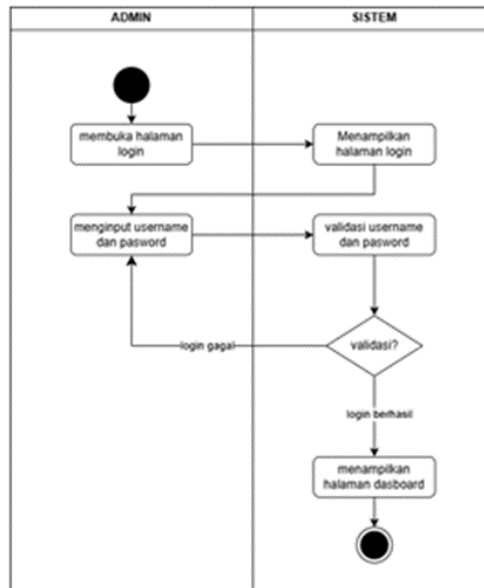 ADMIN
SISTEM
membuka halaman
login
Menampilkan
halaman login
menginput username
dan pasword
validasi username
dan pasword
validasi?
login gagal
login berhasil
menampilkan
halaman dasboard